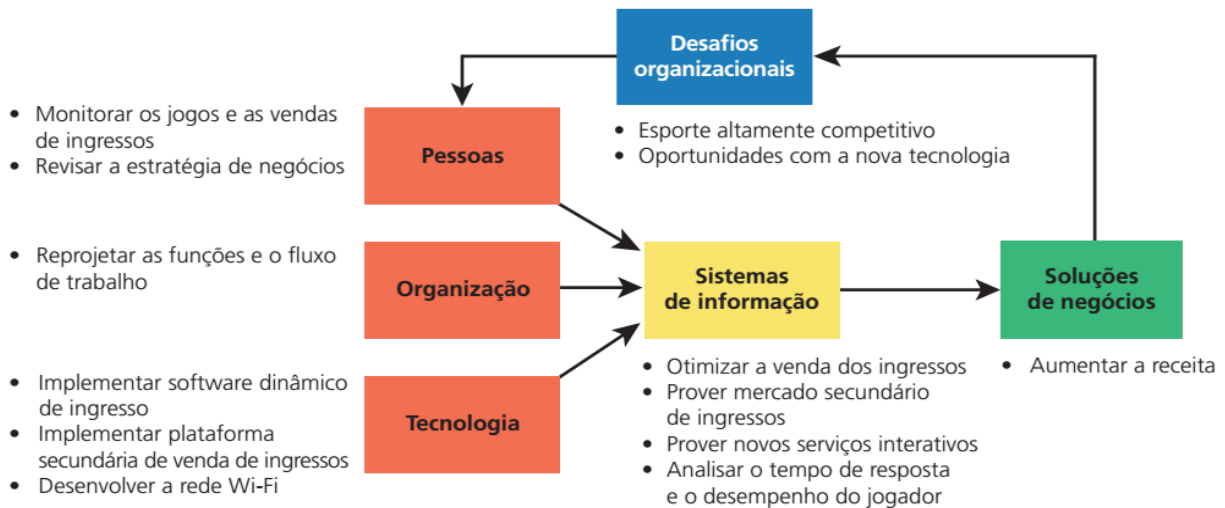 Desafios
organizacionais
• Esporte altamente competitivo
• Oportunidades com a nova tecnologia
• Monitorar os jogos e as vendas
de ingressos
• Revisar a estratégia de negócios
Pessoas
• Reprojetar as funções e o fluxo
de trabalho
Organização
• Implementar software dinâmico
de ingresso
• Implementar plataforma
secundária de venda de ingressos
• Desenvolver a rede Wi-Fi
Tecnologia
Sistemas
de informação
• Otimizar a venda dos ingressos
• Prover mercado secundário
de ingressos
• Prover novos serviços interativos
• Analisar o tempo de resposta
e o desempenho do jogador
Soluções
de negócios
• Aumentar a receita